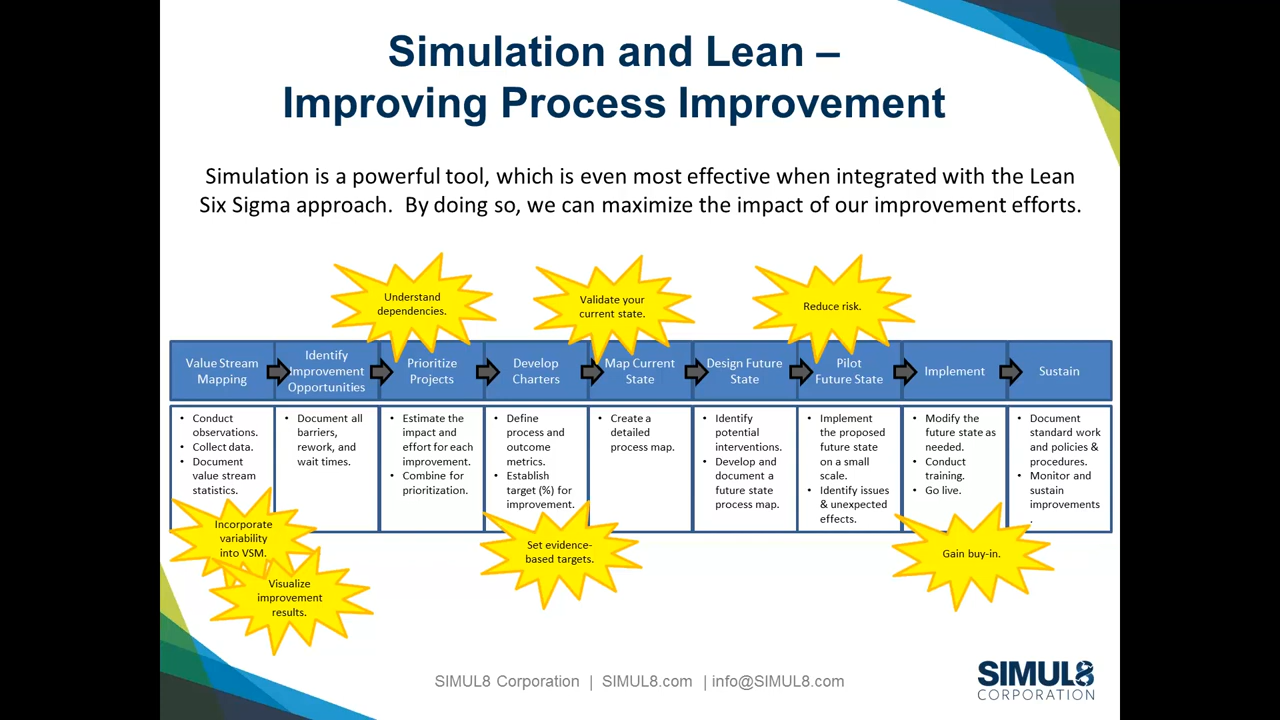 Simulation and Lean –
Improving Process Improvement
Simulation is a powerful tool, which is even most effective when integrated with the Lean
Six Sigma approach.  By doing so, we can maximize the impact of our improvement efforts.
Understand
dependencies.
Validate your
current state.
Reduce risk.
Value Stream
Mapping
Identify
Improvement
Opportunities
Prioritize
Projects
Develop
Charters
Map Current
State
Design Future
State
Pilot
Future State
Implement
Sustain
• Conduct
observations.
• Collect data.
• Document
value stream
statistics.
• Document all
barriers,
rework, and
wait times.
• Estimate the
impact and
effort for each
improvement.
• Combine for
prioritization.
• Define
process and
outcome
metrics.
• Establish
target (%) for
improvement.
• Create a
detailed
process map.
• Identify
potential
interventions.
• Develop and
document a
future state
process map.
• Implement
the proposed
future state
on a small
scale.
• Identify issues
& unexpected
effects.
• Modify the
future state as
needed.
• Conduct
training.
• Go live.
• Document
standard work
and policies &
procedures.
• Monitor and
sustain
improvements
.
Incorporate
variability
into VSM.
Visualize
improvement
results.
Set evidence-
based targets.
Gain buy-in.
SIMUL8 Corporation | SIMUL8.com | info@SIMUL8.com
SIMUL8
CORPORATION